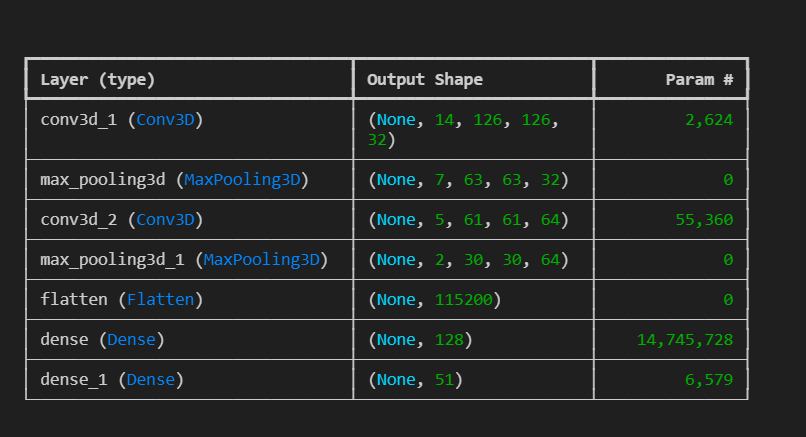 Layer (type) Output Shape Param #
conv3d_1 (Conv3D) (None, 14, 126, 126, 2,624
32)
max_pooling3d (MaxPooling3D) (None, 7, 63, 63, 32) 0
conv3d_2 (Conv3D) (None, 5, 61, 61, 64) 55,360
max_pooling3d_1 (MaxPooling3D) (None, 2, 30, 30, 64) 0
flatten (Flatten) (None, 115200) 0
dense (Dense) (None, 128) 14,745,728
dense_1 (Dense) (None, 51) 6,579